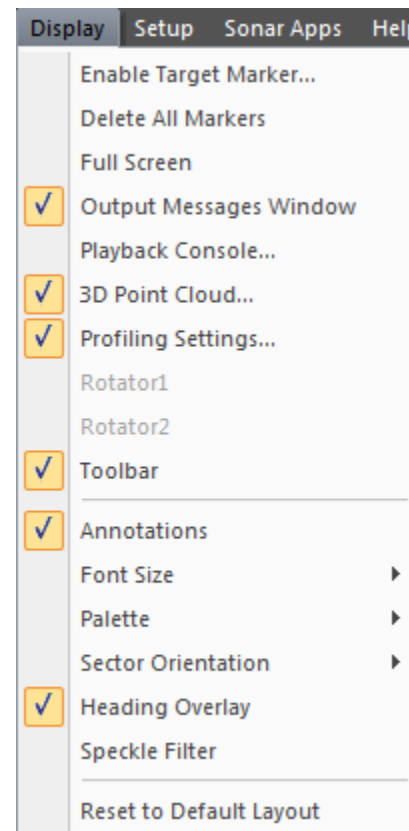 Display Setup Sonar Apps Help
Enable Target Marker...
Delete All Markers
Full Screen
Output Messages Window
Playback Console...
3D Point Cloud...
Profiling Settings...
Rotator1
Rotator2
Toolbar
Annotations
Font Size
Palette
Sector Orientation
Heading Overlay
Speckle Filter
Reset to Default Layout